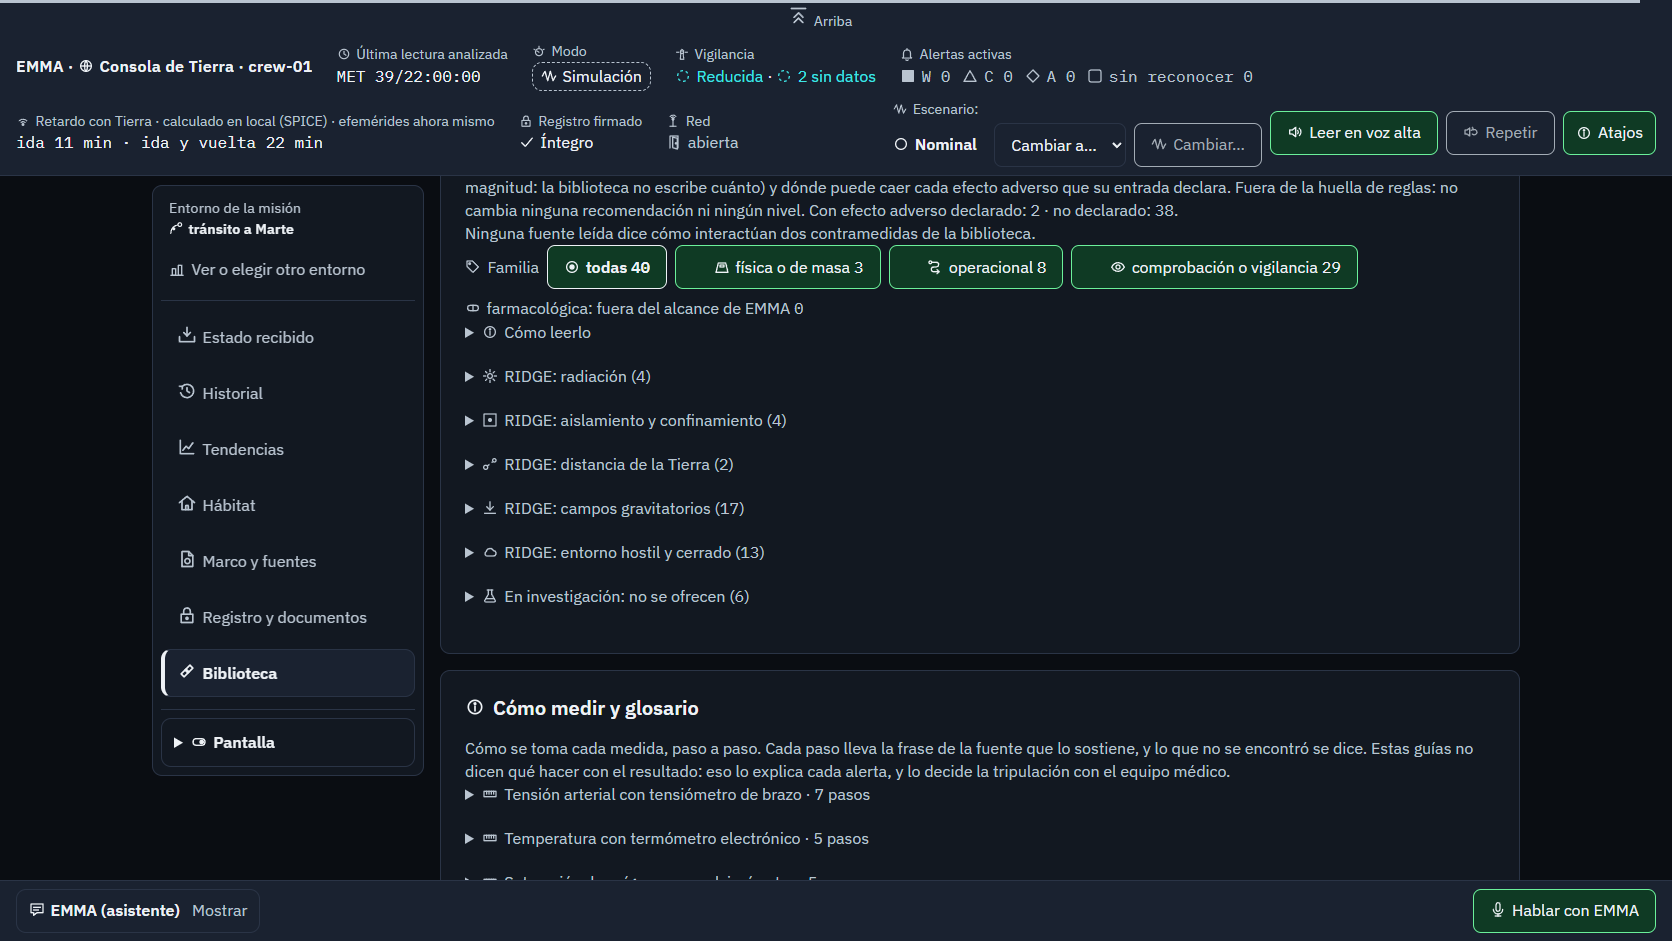 Arriba
EMMA · Consola de Tierra · crew-01
Última lectura analizada
MET 39/22:00:00
Modo
Simulación
Vigilancia
Reducida · 2 sin datos
Alertas activas
W 0 C 0 A 0 sin reconocer 0
Retardo con Tierra · calculado en local (SPICE) · efemérides ahora mismo
ida 11 min · ida y vuelta 22 min
Registro firmado
Íntegro
Red
abierta
Escenario:
Nominal
Cambiar a...
Cambiar...
Leer en voz alta
Repetir
Atajos
Entorno de la misión
tránsito a Marte
Ver o elegir otro entorno
Estado recibido
Historial
Tendencias
Hábitat
Marco y fuentes
Registro y documentos
Biblioteca
Pantalla
magnitud: la biblioteca no escribe cuánto) y dónde puede caer cada efecto adverso que su entrada declara. Fuera de la huella de reglas: no
cambia ninguna recomendación ni ningún nivel. Con efecto adverso declarado: 2 · no declarado: 38.
Ninguna fuente leída dice cómo interactúan dos contramedidas de la biblioteca.
Familia
todas 40
física o de masa 3
operacional 8
comprobación o vigilancia 29
farmacológica: fuera del alcance de EMMA 0
Cómo leerlo
RIDGE: radiación (4)
RIDGE: aislamiento y confinamiento (4)
RIDGE: distancia de la Tierra (2)
RIDGE: campos gravitatorios (17)
RIDGE: entorno hostil y cerrado (13)
En investigación: no se ofrecen (6)
Cómo medir y glosario
Cómo se toma cada medida, paso a paso. Cada paso lleva la frase de la fuente que lo sostiene, y lo que no se encontró se dice. Estas guías no
dicen qué hacer con el resultado: eso lo explica cada alerta, y lo decide la tripulación con el equipo médico.
Tensión arterial con tensiómetro de brazo · 7 pasos
Temperatura con termómetro electrónico · 5 pasos
EMMA (asistente) Mostrar
Hablar con EMMA